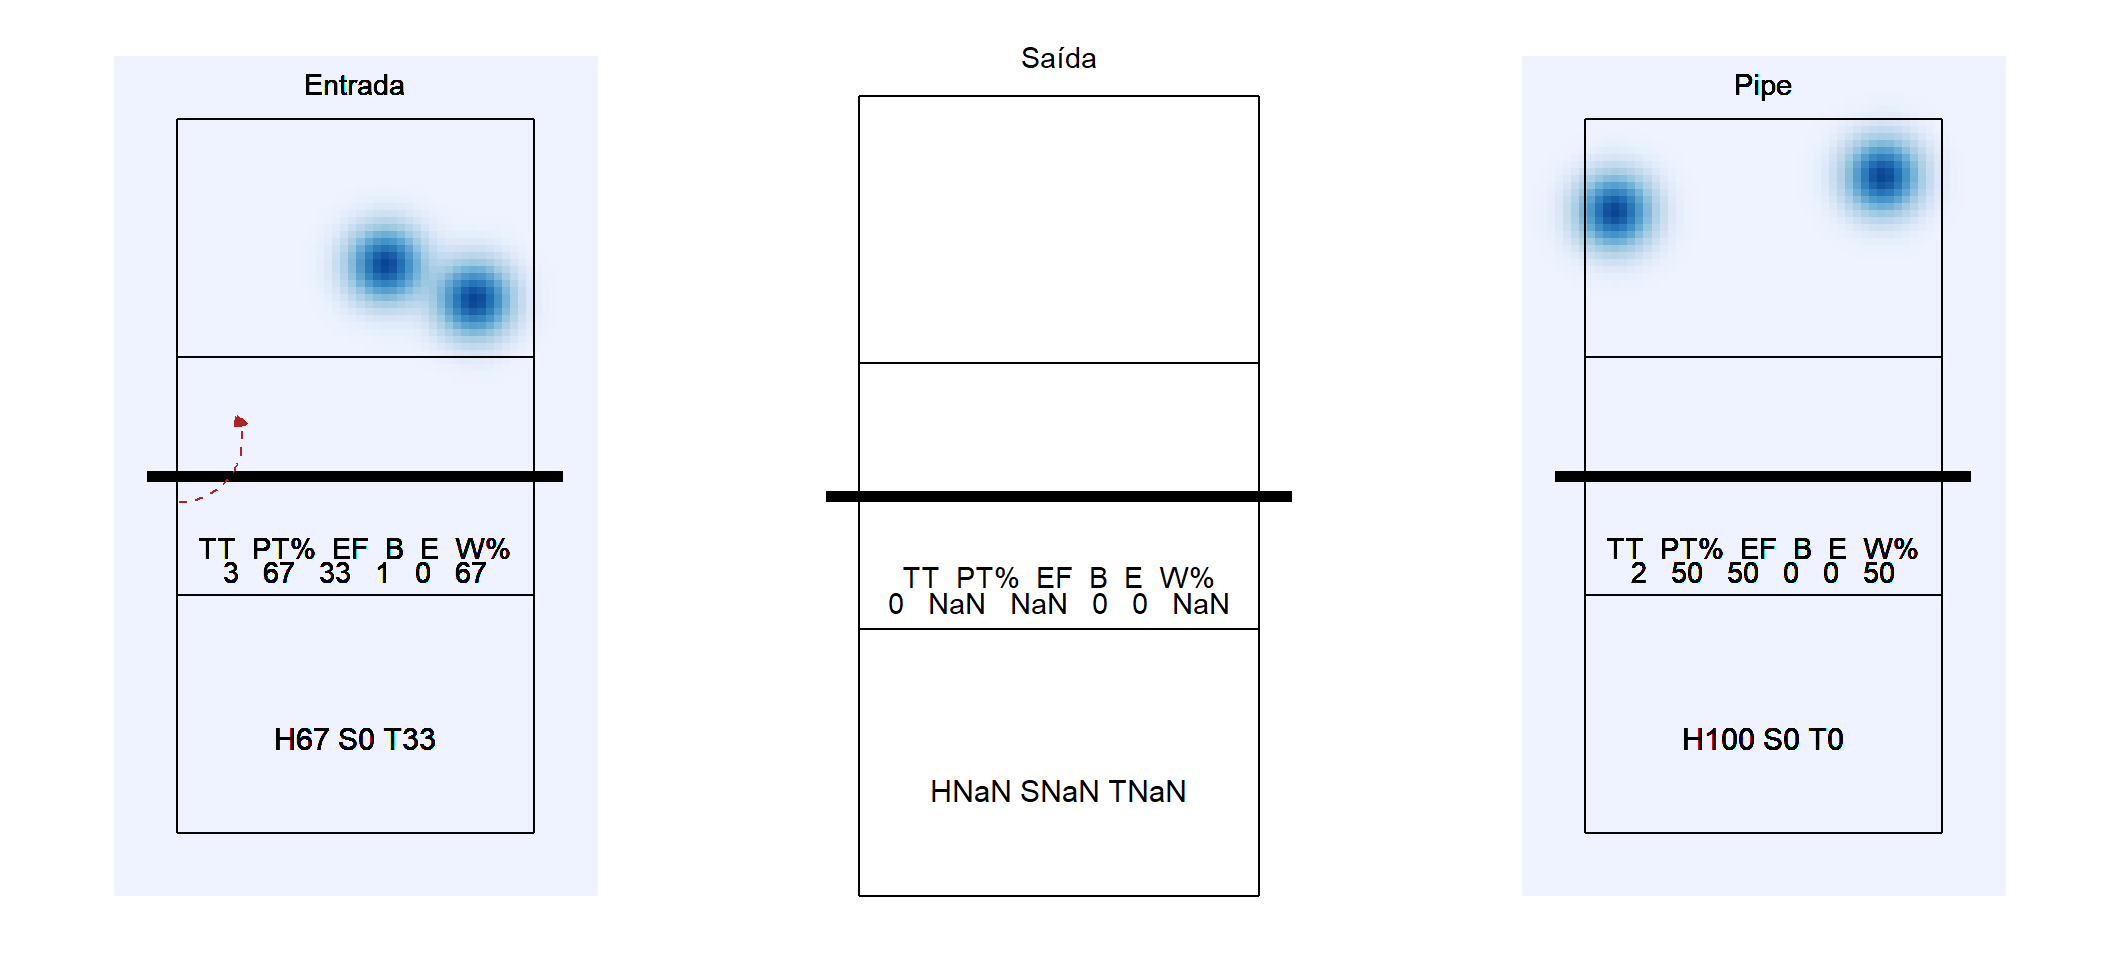 Entrada
TT PT% EF B E W%
3 67 33 1 0 67
H67 S0 T33
Saída
TT PT% EF B E W%
0 NaN NaN 0 0 NaN
HNaN SNaN TNaN
Pipe
TT PT% EF B E W%
2 50 50 0 0 50
H100 S0 T0